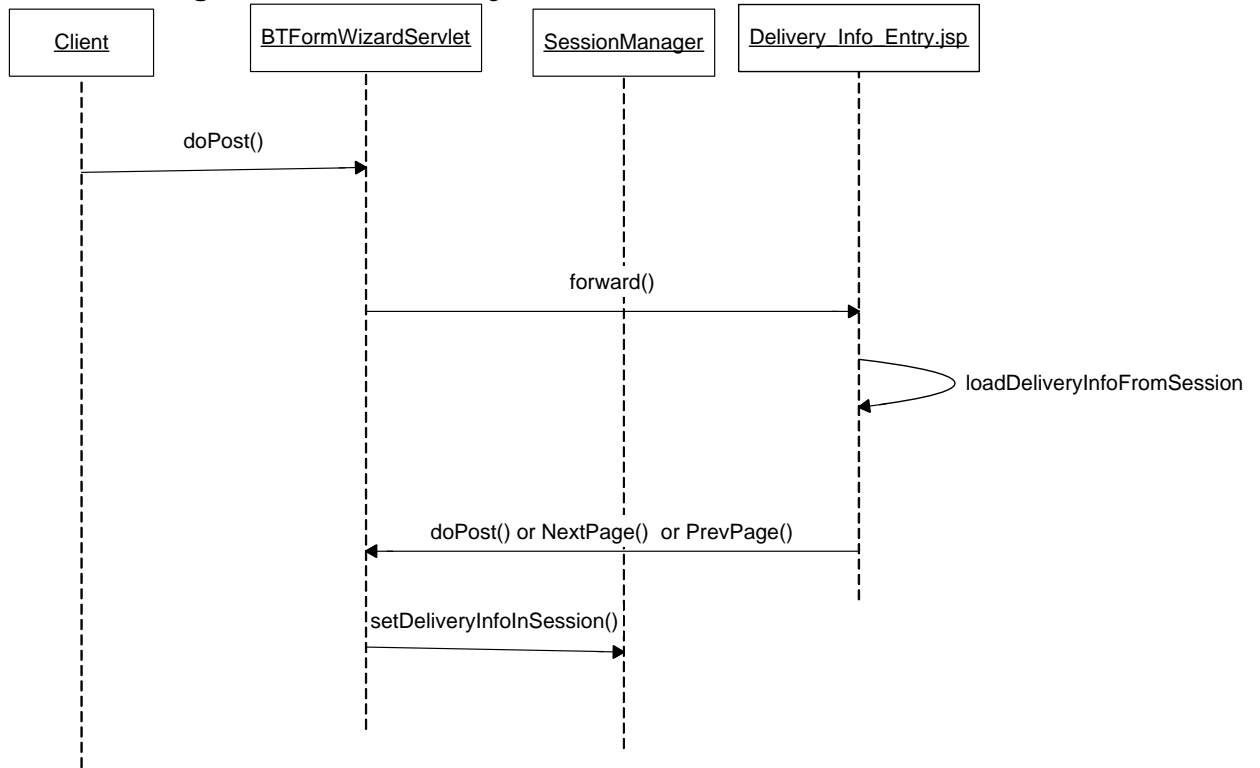 Client
BTFormWizardServlet
SessionManager
Delivery_Info_Entry.jsp
doPost()
forward()
loadDeliveryInfoFromSession
doPost() or NextPage() or PrevPage()
setDeliveryInfoInSession()